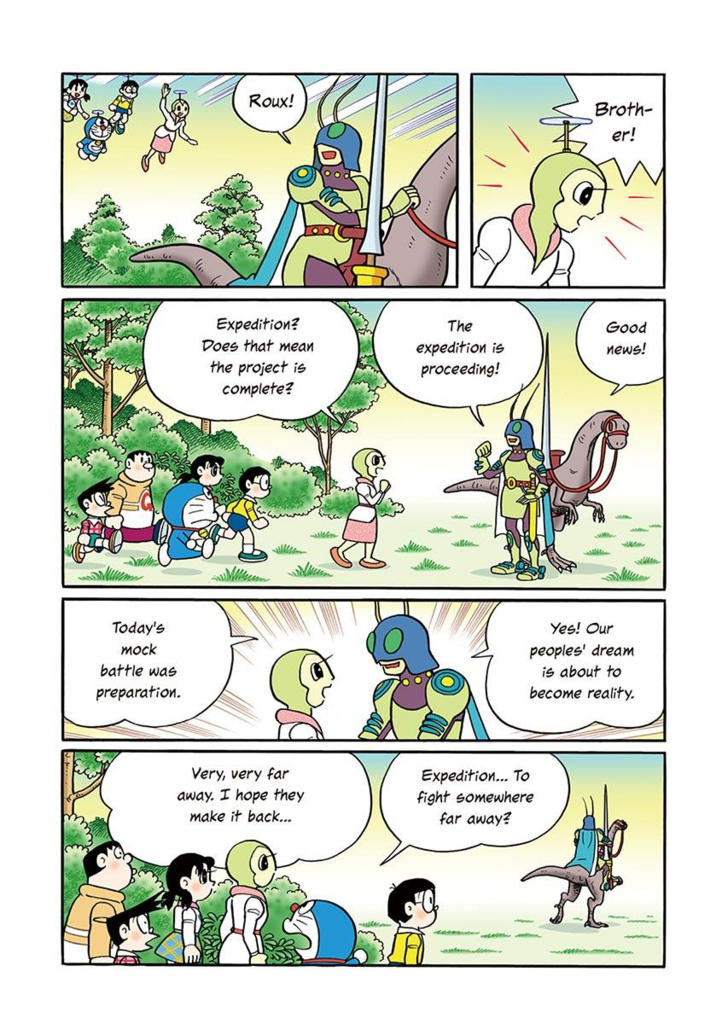 Broth-
er!
Roux!
Good
news!
The
expedition is
proceeding!
Expedition?
Does that mean
the project is
complete?
Yes! Our
peoples' dream
is about to
become reality.
Today's
mock
battle was
preparation.
Expedition... To
fight somewhere
far away?
Very, very far
away. I hope they
make it back...